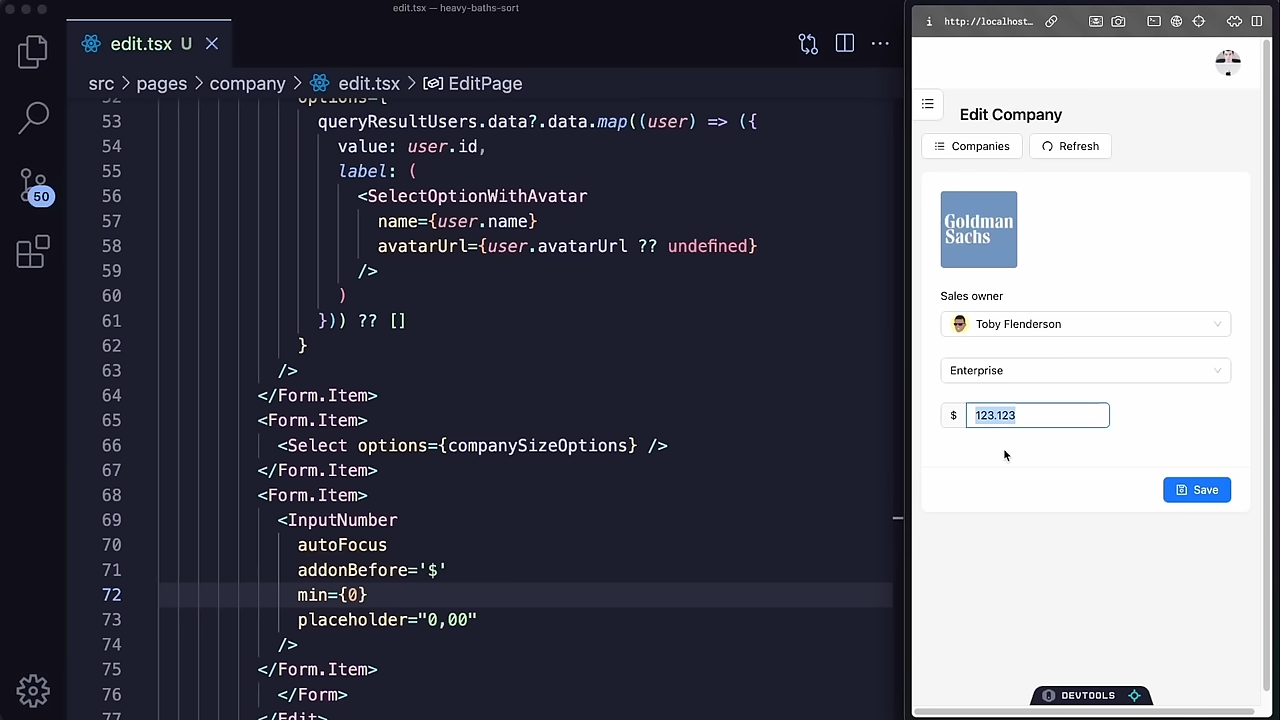 edit.tsx — heavy-baths-sort
edit.tsx U
src > pages > company > edit.tsx > EditPage
50
52 options={
53 queryResultUsers.data?.data.map((user) => ({
54 value: user.id,
55 label: (
56 <SelectOptionWithAvatar
57 name={user.name}
58 avatarUrl={user.avatarUrl ?? undefined}
59 />
60 )
61 })) ?? []
62 }
63 />
64 </Form.Item>
65 <Form.Item>
66 <Select options={companySizeOptions} />
67 </Form.Item>
68 <Form.Item>
69 <InputNumber
70 autoFocus
71 addonBefore='$'
72 min={0}
73 placeholder="0,00"
74 />
75 </Form.Item>
76 </Form>
77 </Edit>
http://localhost…
Edit Company
Companies
Refresh
Goldman
Sachs
Sales owner
Toby Flenderson
Enterprise
$ 123.123
Save
DEVTOOLS